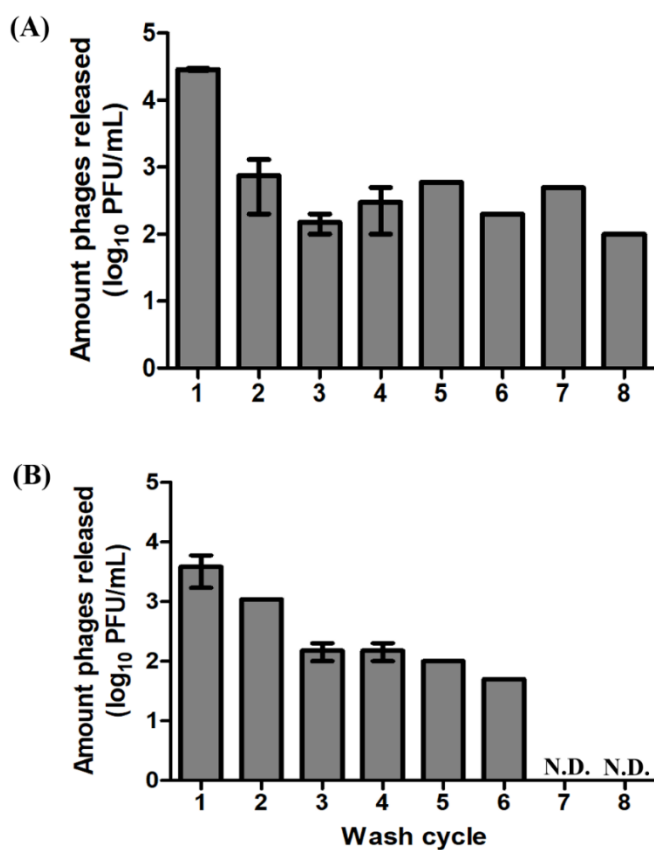 (A)
Amount phages released
(log₁₀ PFU/mL)
5
4
3
2
1
0
1 2 3 4 5 6 7 8
(B)
Amount phages released
(log₁₀ PFU/mL)
5
4
3
2
1
0
N.D. N.D.
1 2 3 4 5 6 7 8
Wash cycle